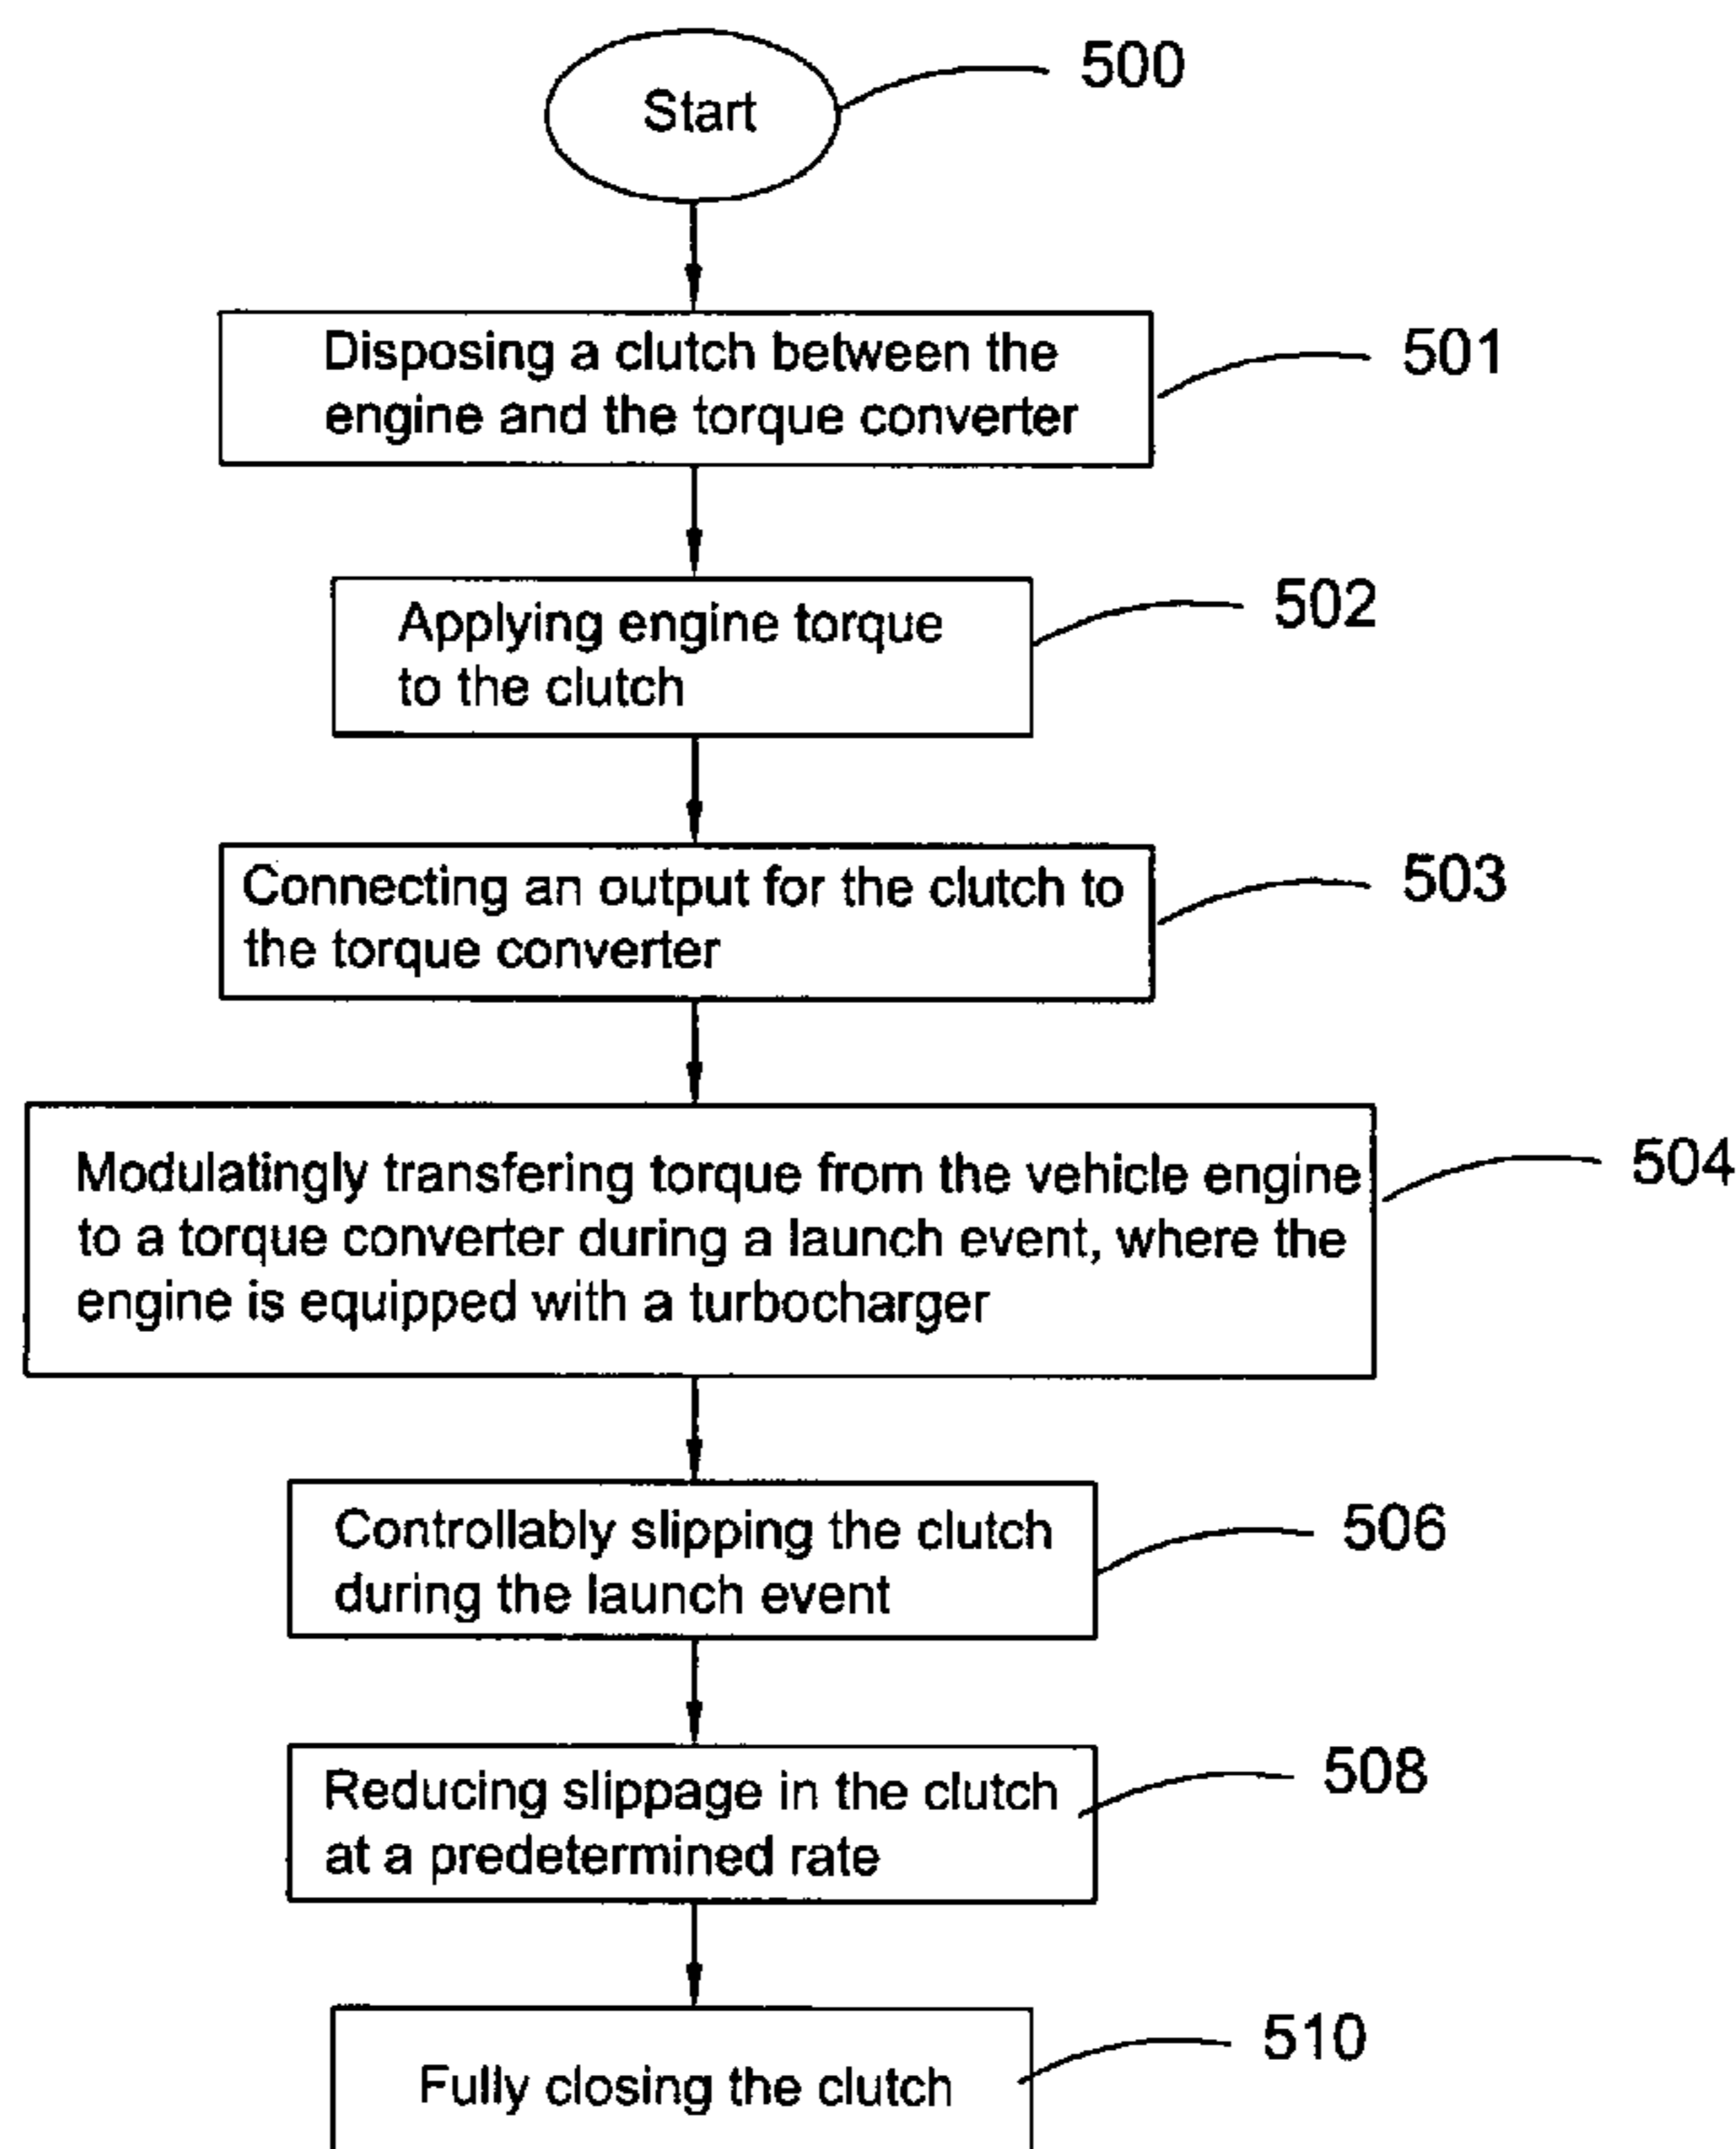 Start
500
Disposing a clutch between the
engine and the torque converter
501
Applying engine torque
to the clutch
502
Connecting an output for the clutch to
the torque converter
503
Modulatingly transfering torque from the vehicle engine
to a torque converter during a launch event, where the
engine is equipped with a turbocharger
504
Controllably slipping the clutch
during the launch event
506
Reducing slippage in the clutch
at a predetermined rate
508
Fully closing the clutch
510